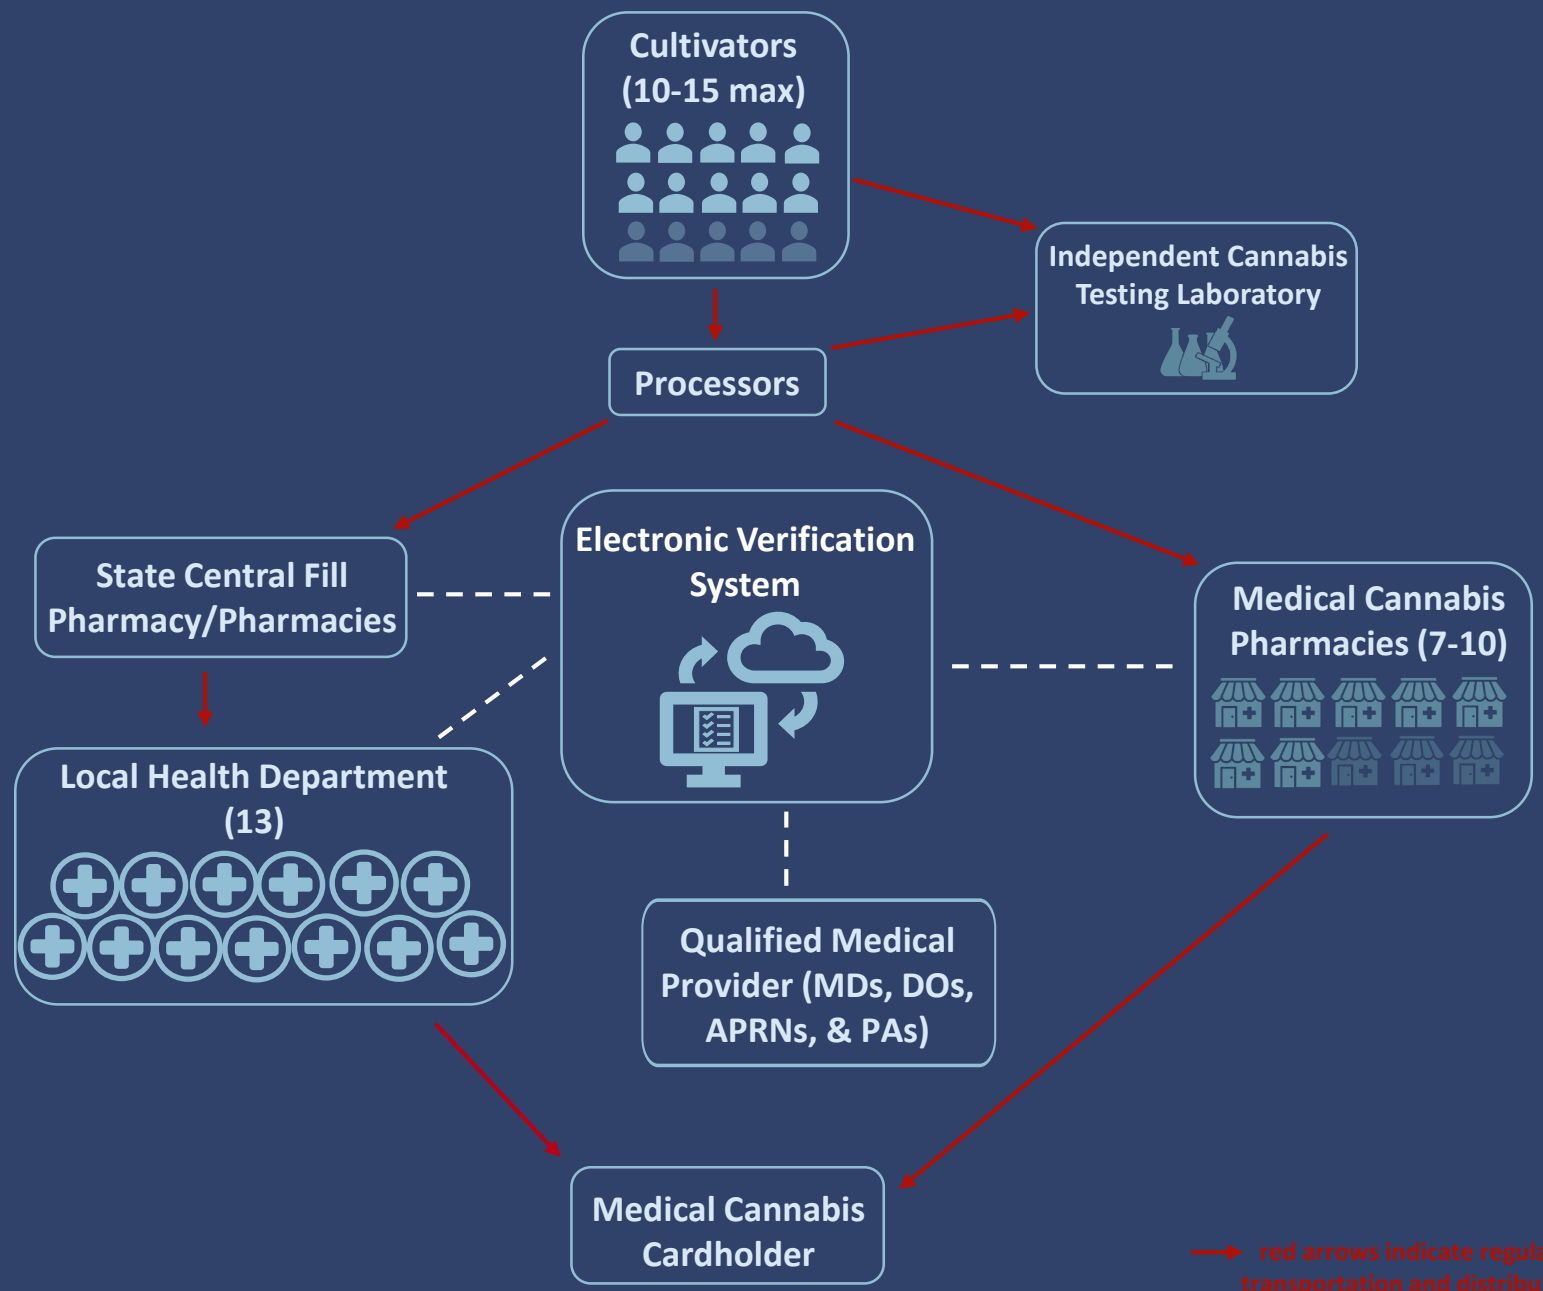 Cultivators
(10-15 max)
Independent Cannabis
Testing Laboratory
Processors
State Central Fill
Pharmacy/Pharmacies
Electronic Verification
System
Medical Cannabis
Pharmacies (7-10)
Local Health Department
(13)
Qualified Medical
Provider (MDs, DOs,
APRNs, & PAs)
Medical Cannabis
Cardholder
red arrows indicate
transportation and